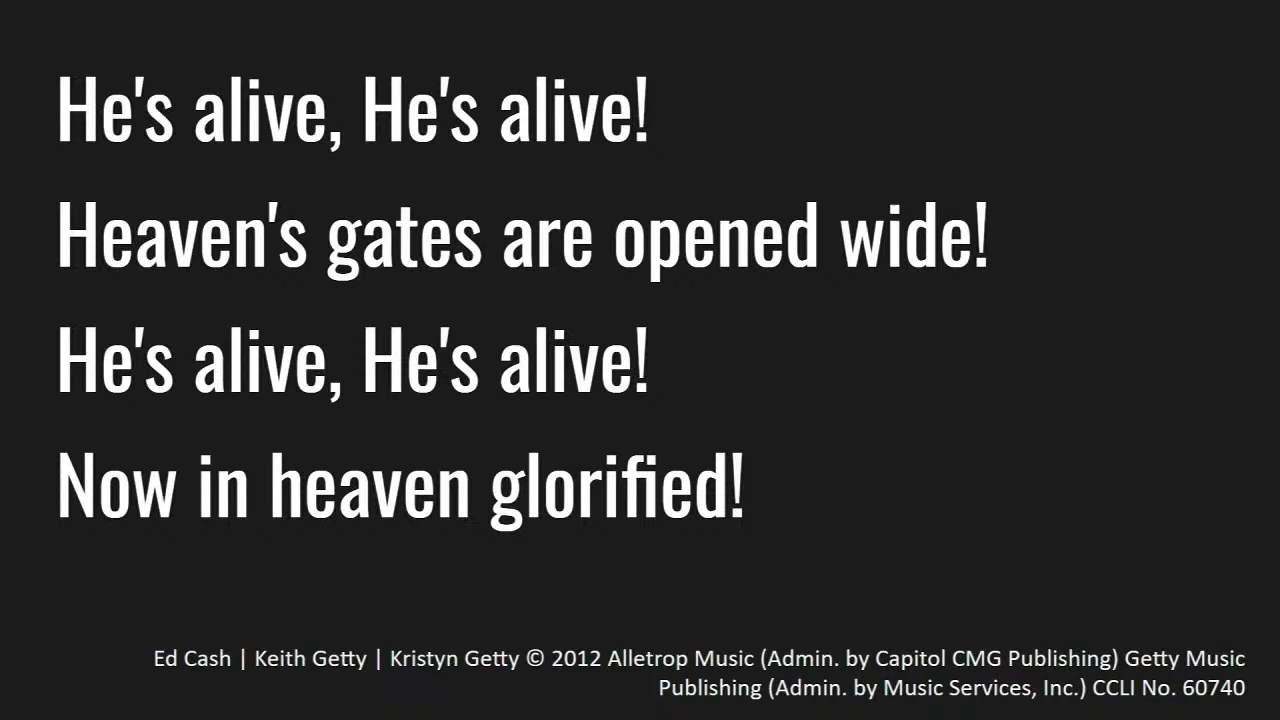 He's alive, He's alive!
Heaven's gates are opened wide!
He's alive, He's alive!
Now in heaven glorified!
Ed Cash | Keith Getty | Kristyn Getty © 2012 Alletrop Music (Admin. by Capitol CMG Publishing) Getty Music
Publishing (Admin. by Music Services, Inc.) CCLI No. 60740